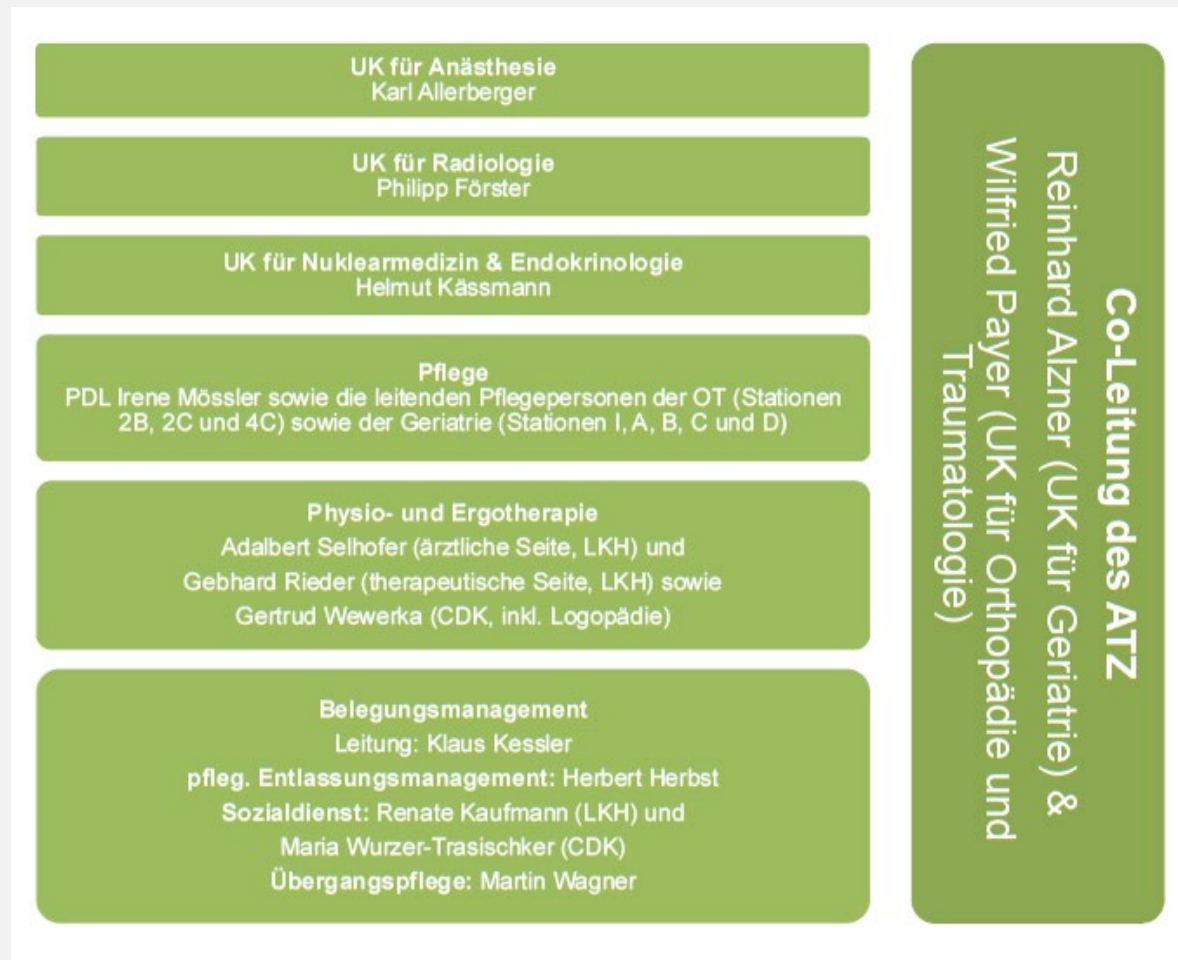 UK für Anästhesie
Karl Allerberger
UK für Radiologie
Philipp Förster
UK für Nuklearmedizin & Endokrinologie
Helmut Kässmann
Pflege
PDL Irene Mössler sowie die leitenden Pflegepersonen der OT (Stationen
2B, 2C und 4C) sowie der Geriatrie (Stationen I, A, B, C und D)
Physio- und Ergotherapie
Adalbert Selhofer (ärztliche Seite, LKH) und
Gebhard Rieder (therapeutische Seite, LKH) sowie
Gertrud Wewerka (CDK, inkl. Logopädie)
Belegungsmanagement
Leitung: Klaus Kessler
pfleg. Entlassungsmanagement: Herbert Herbst
Sozialdienst: Renate Kaufmann (LKH) und
Maria Wurzer-Trasischker (CDK)
Übergangspflege: Martin Wagner
Co-Leitung des ATZ
Reinhard Alzner (UK für Geriatrie) &
Wilfried Payer (UK für Orthopädie und
Traumatologie)